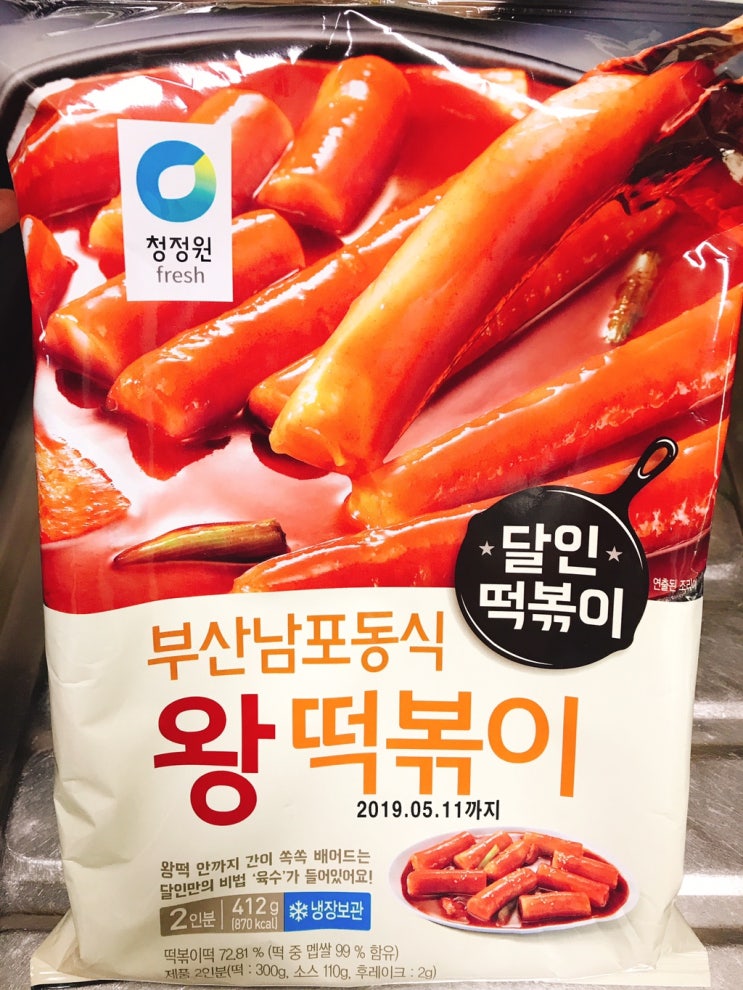 청정원
fresh
달인
떡볶이
연출된
부산남포동식
왕 떡볶이
2019.05.11까지
왕떡 안까지 간이 쏙쏙 배어드는
달인만의 비법 '육수'가 들어있어요!
2인분 412g (870 kcal) 냉장보관
떡볶이떡 72.81 % (떡 중 멥쌀 99 % 함유)
제품 2인분(떡 : 300g, 소스 110g, 후레이크 : 2g)